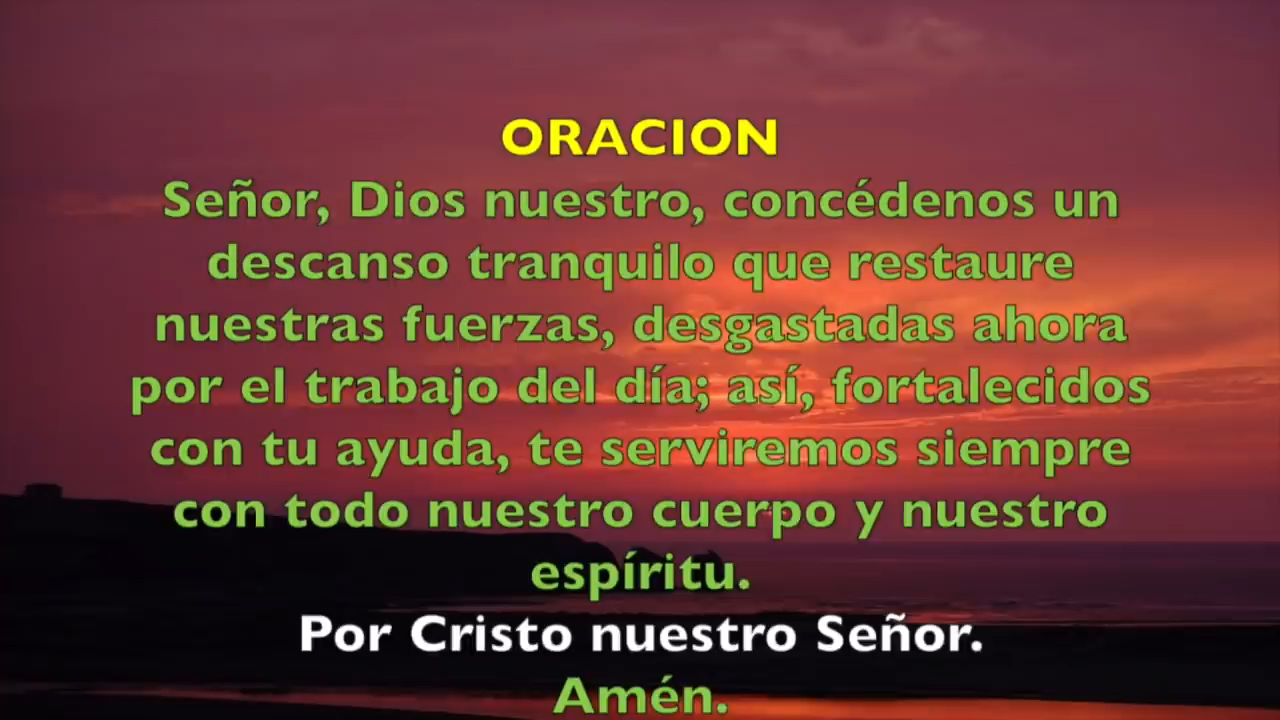 ORACION
Señor, Dios nuestro, concédenos un
descanso tranquilo que restaure
nuestras fuerzas, desgastadas ahora
por el trabajo del día; así, fortalecidos
con tu ayuda, te serviremos siempre
con todo nuestro cuerpo y nuestro
espíritu.
Por Cristo nuestro Señor.
Amén.